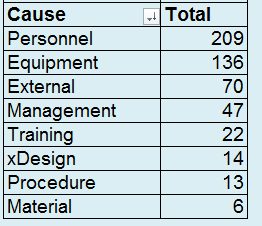 Cause Total
Personnel 209
Equipment 136
External 70
Management 47
Training 22
xDesign 14
Procedure 13
Material 6